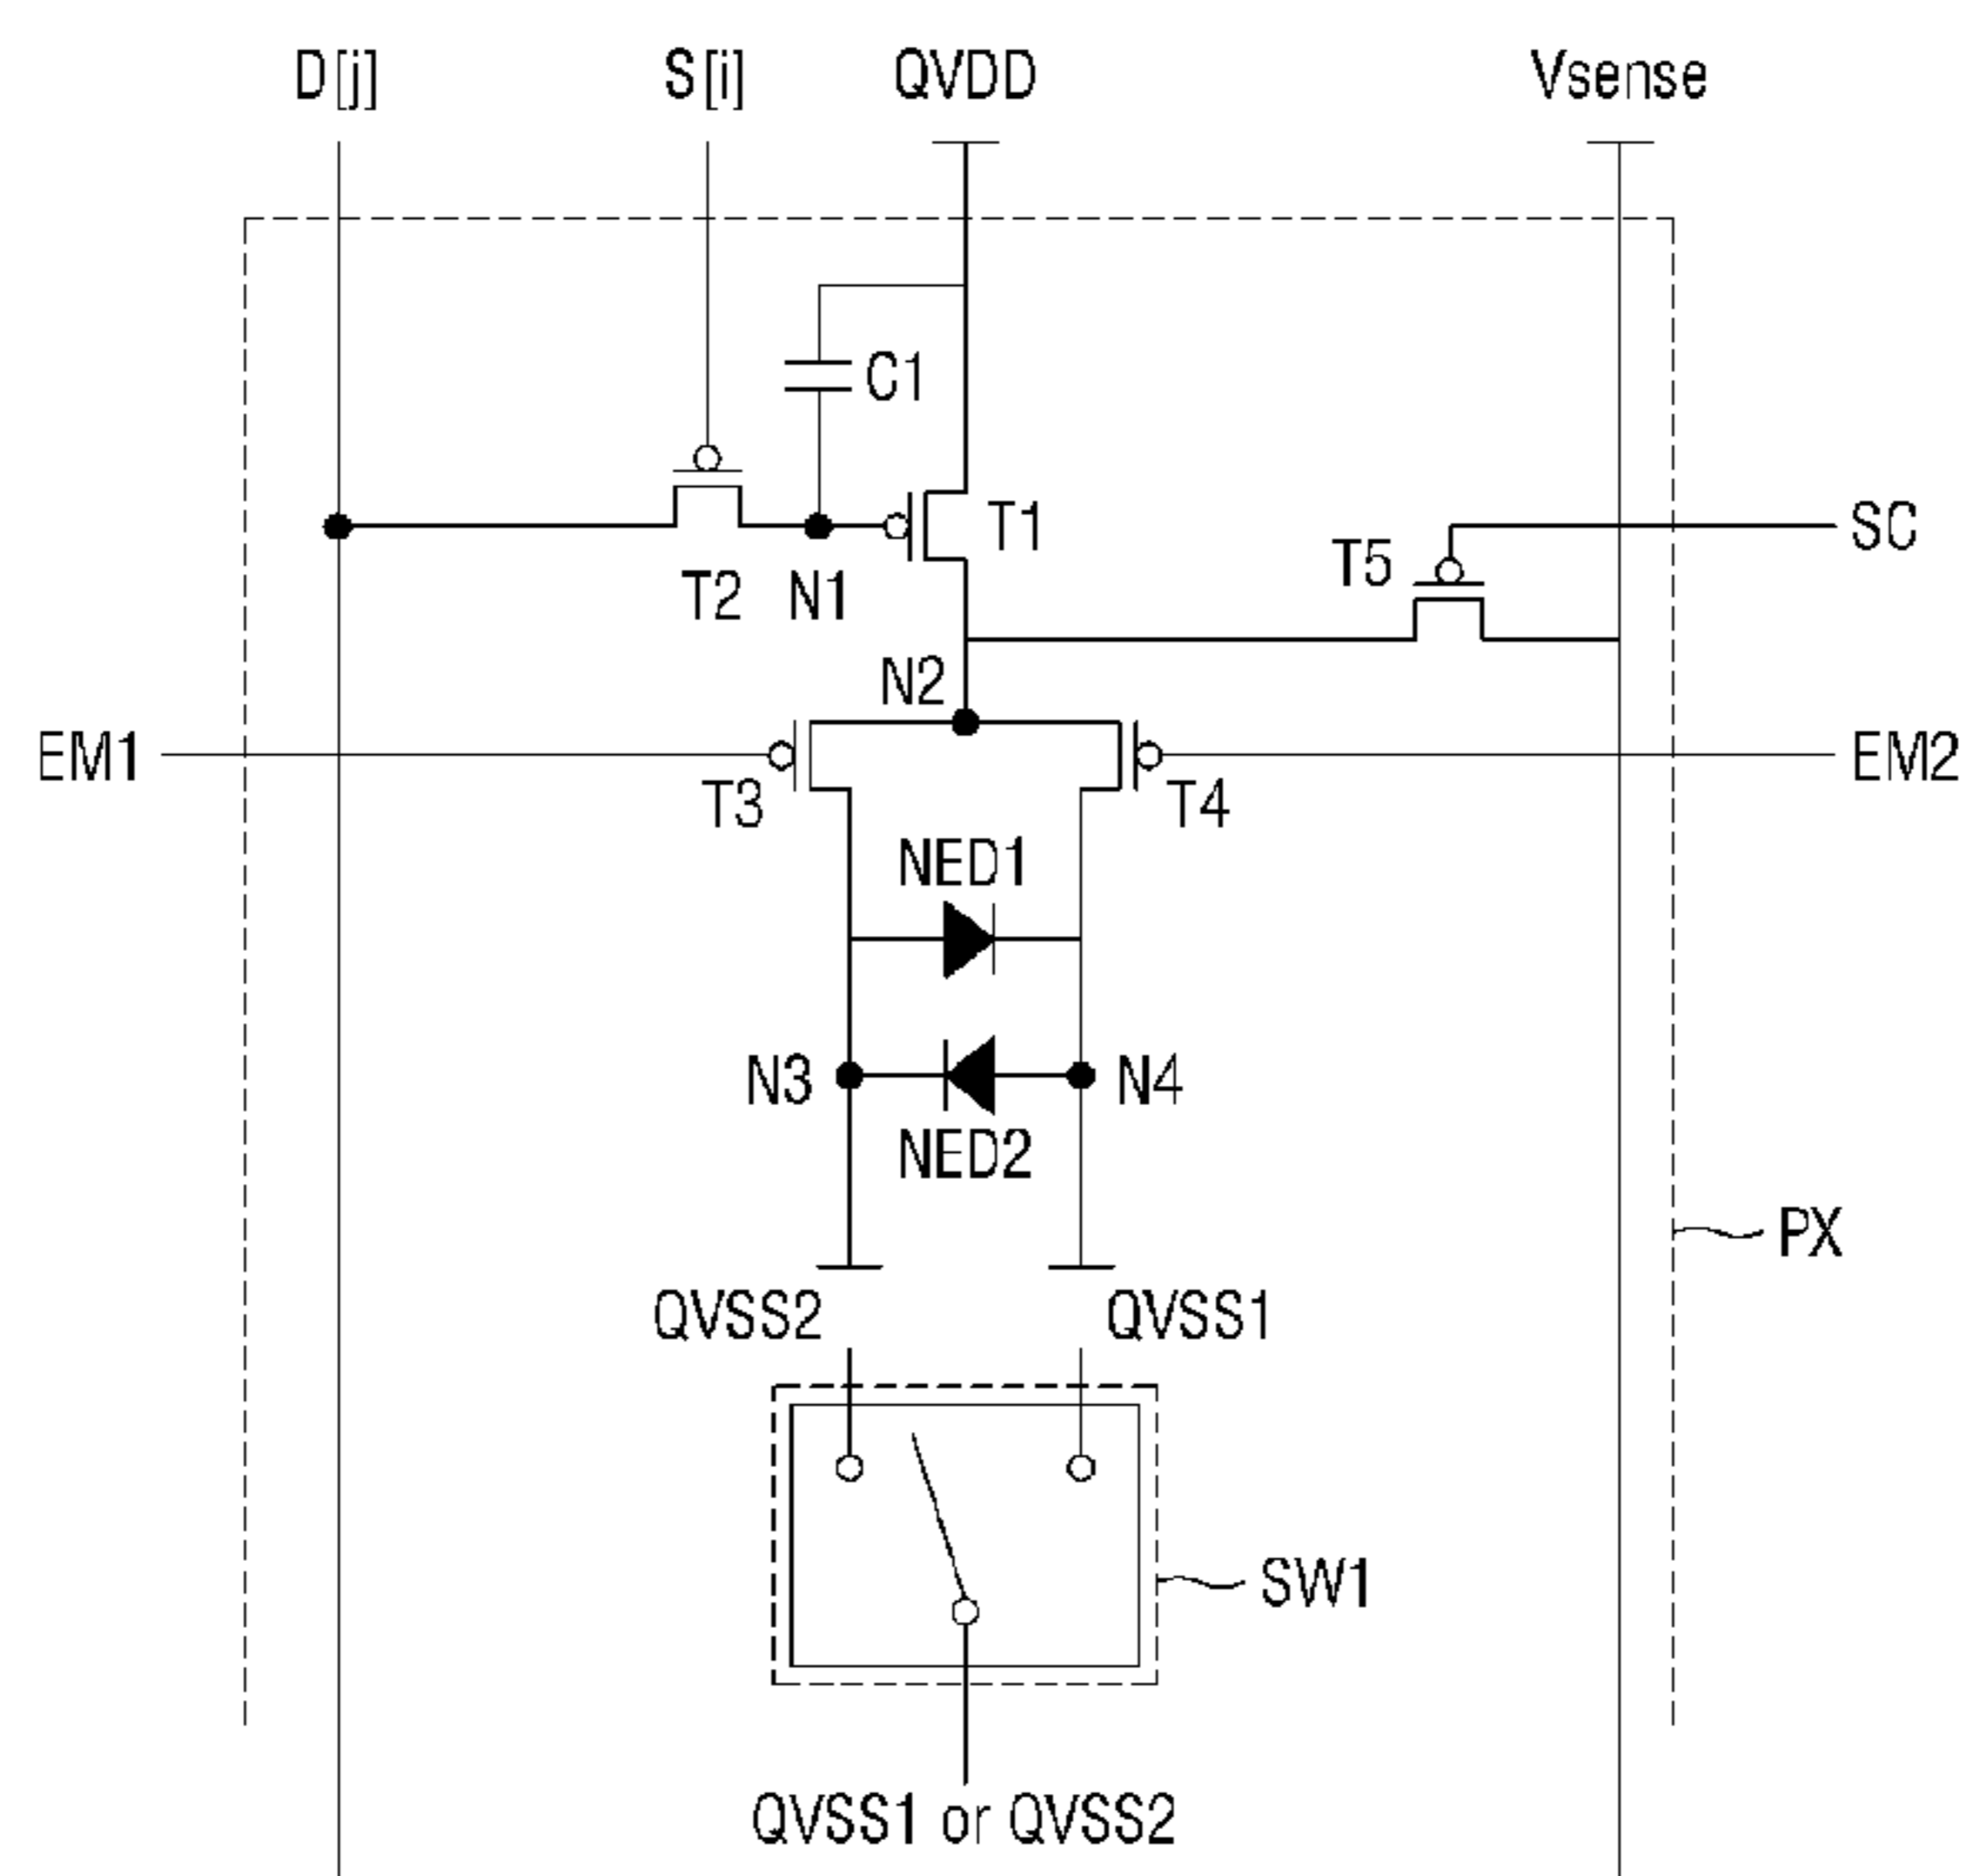 D[j] S[i] QVDD Vsense
C1
T1
SC
T5
T2 N1
N2
EM1
EM2
T3
T4
NED1
N3
N4
NED2
PX
QVSS2 QVSS1
SW1
QVSS1 or QVSS2